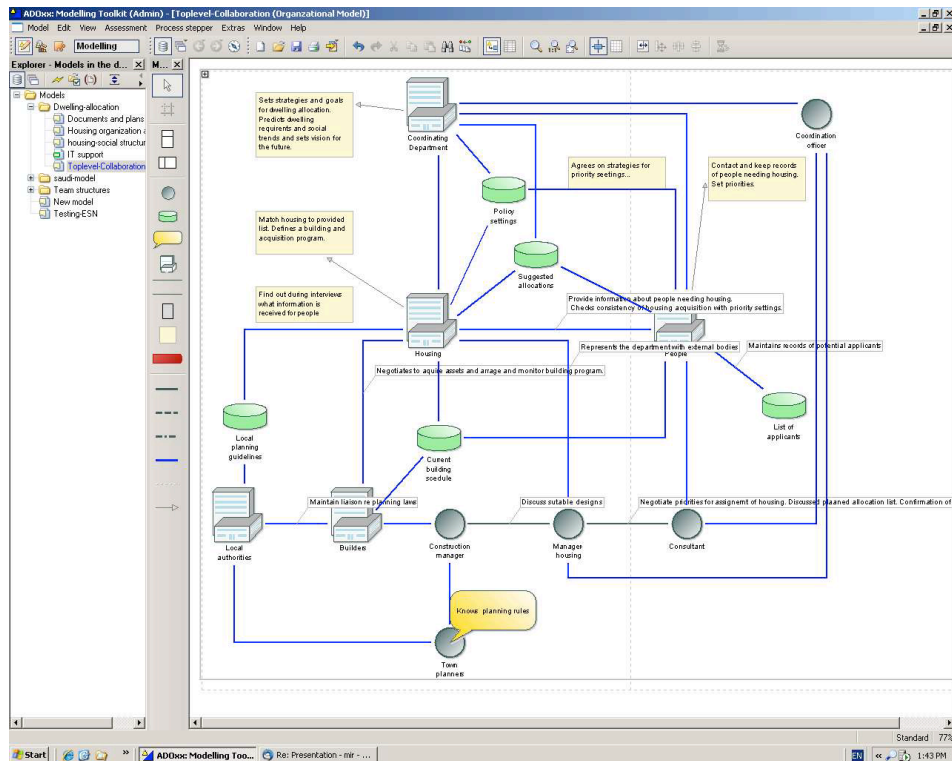 ADOxx: Modelling Toolkit (Admin) - [Toplevel-Collaboration (Organzational Model)]
Model Edit View Assessment Process stepper Extras Window Help
Modelling
Explorer - Models in the d...
M...
Models
Dwelling-allocation
Documents and plans
Housing organization a
housing-social structur
IT support
Toplevel-Collaboration
saudi-model
Team structures
New model
Testing-ESN
Sets strategies and goals
for dwelling allocation.
Predicts dwelling
requirents and social
trends and sets vision for
the future.
Coordinating
Department
Coordination
officer
Agrees on strategies for
priority seetings...
Contact and keep records
of people needing housing.
Set priorities.
Policy
settings
Match housing to provided
list. Defines a building and
acquisition program.
Suggested
allocations
Find out during interviews
what information is
received for people
Provide information about people needing housing.
Checks consistency of housing acquisition with priority settings.
Housing
Represents the department with external bodies
People
Maintains records of potential applicants
Negotiates to aquire assets and arrage and monitor building program.
Local
planning
guidelines
List of
applicants
Current
building
scedule
Maintain liaison re planning laws
Discuss sutable designs
Negotiate priorities for assignemt of housing. Discussed planned allocation list. Confirmation of
Local
authorities
Builders
Construction
manager
Manager
housing
Consultant
Knows planning rules
Town
planners
Standard 77%
Start
ADOxx: Modelling Too...
Re: Presentation - mir - ...
EN
1:43 PM